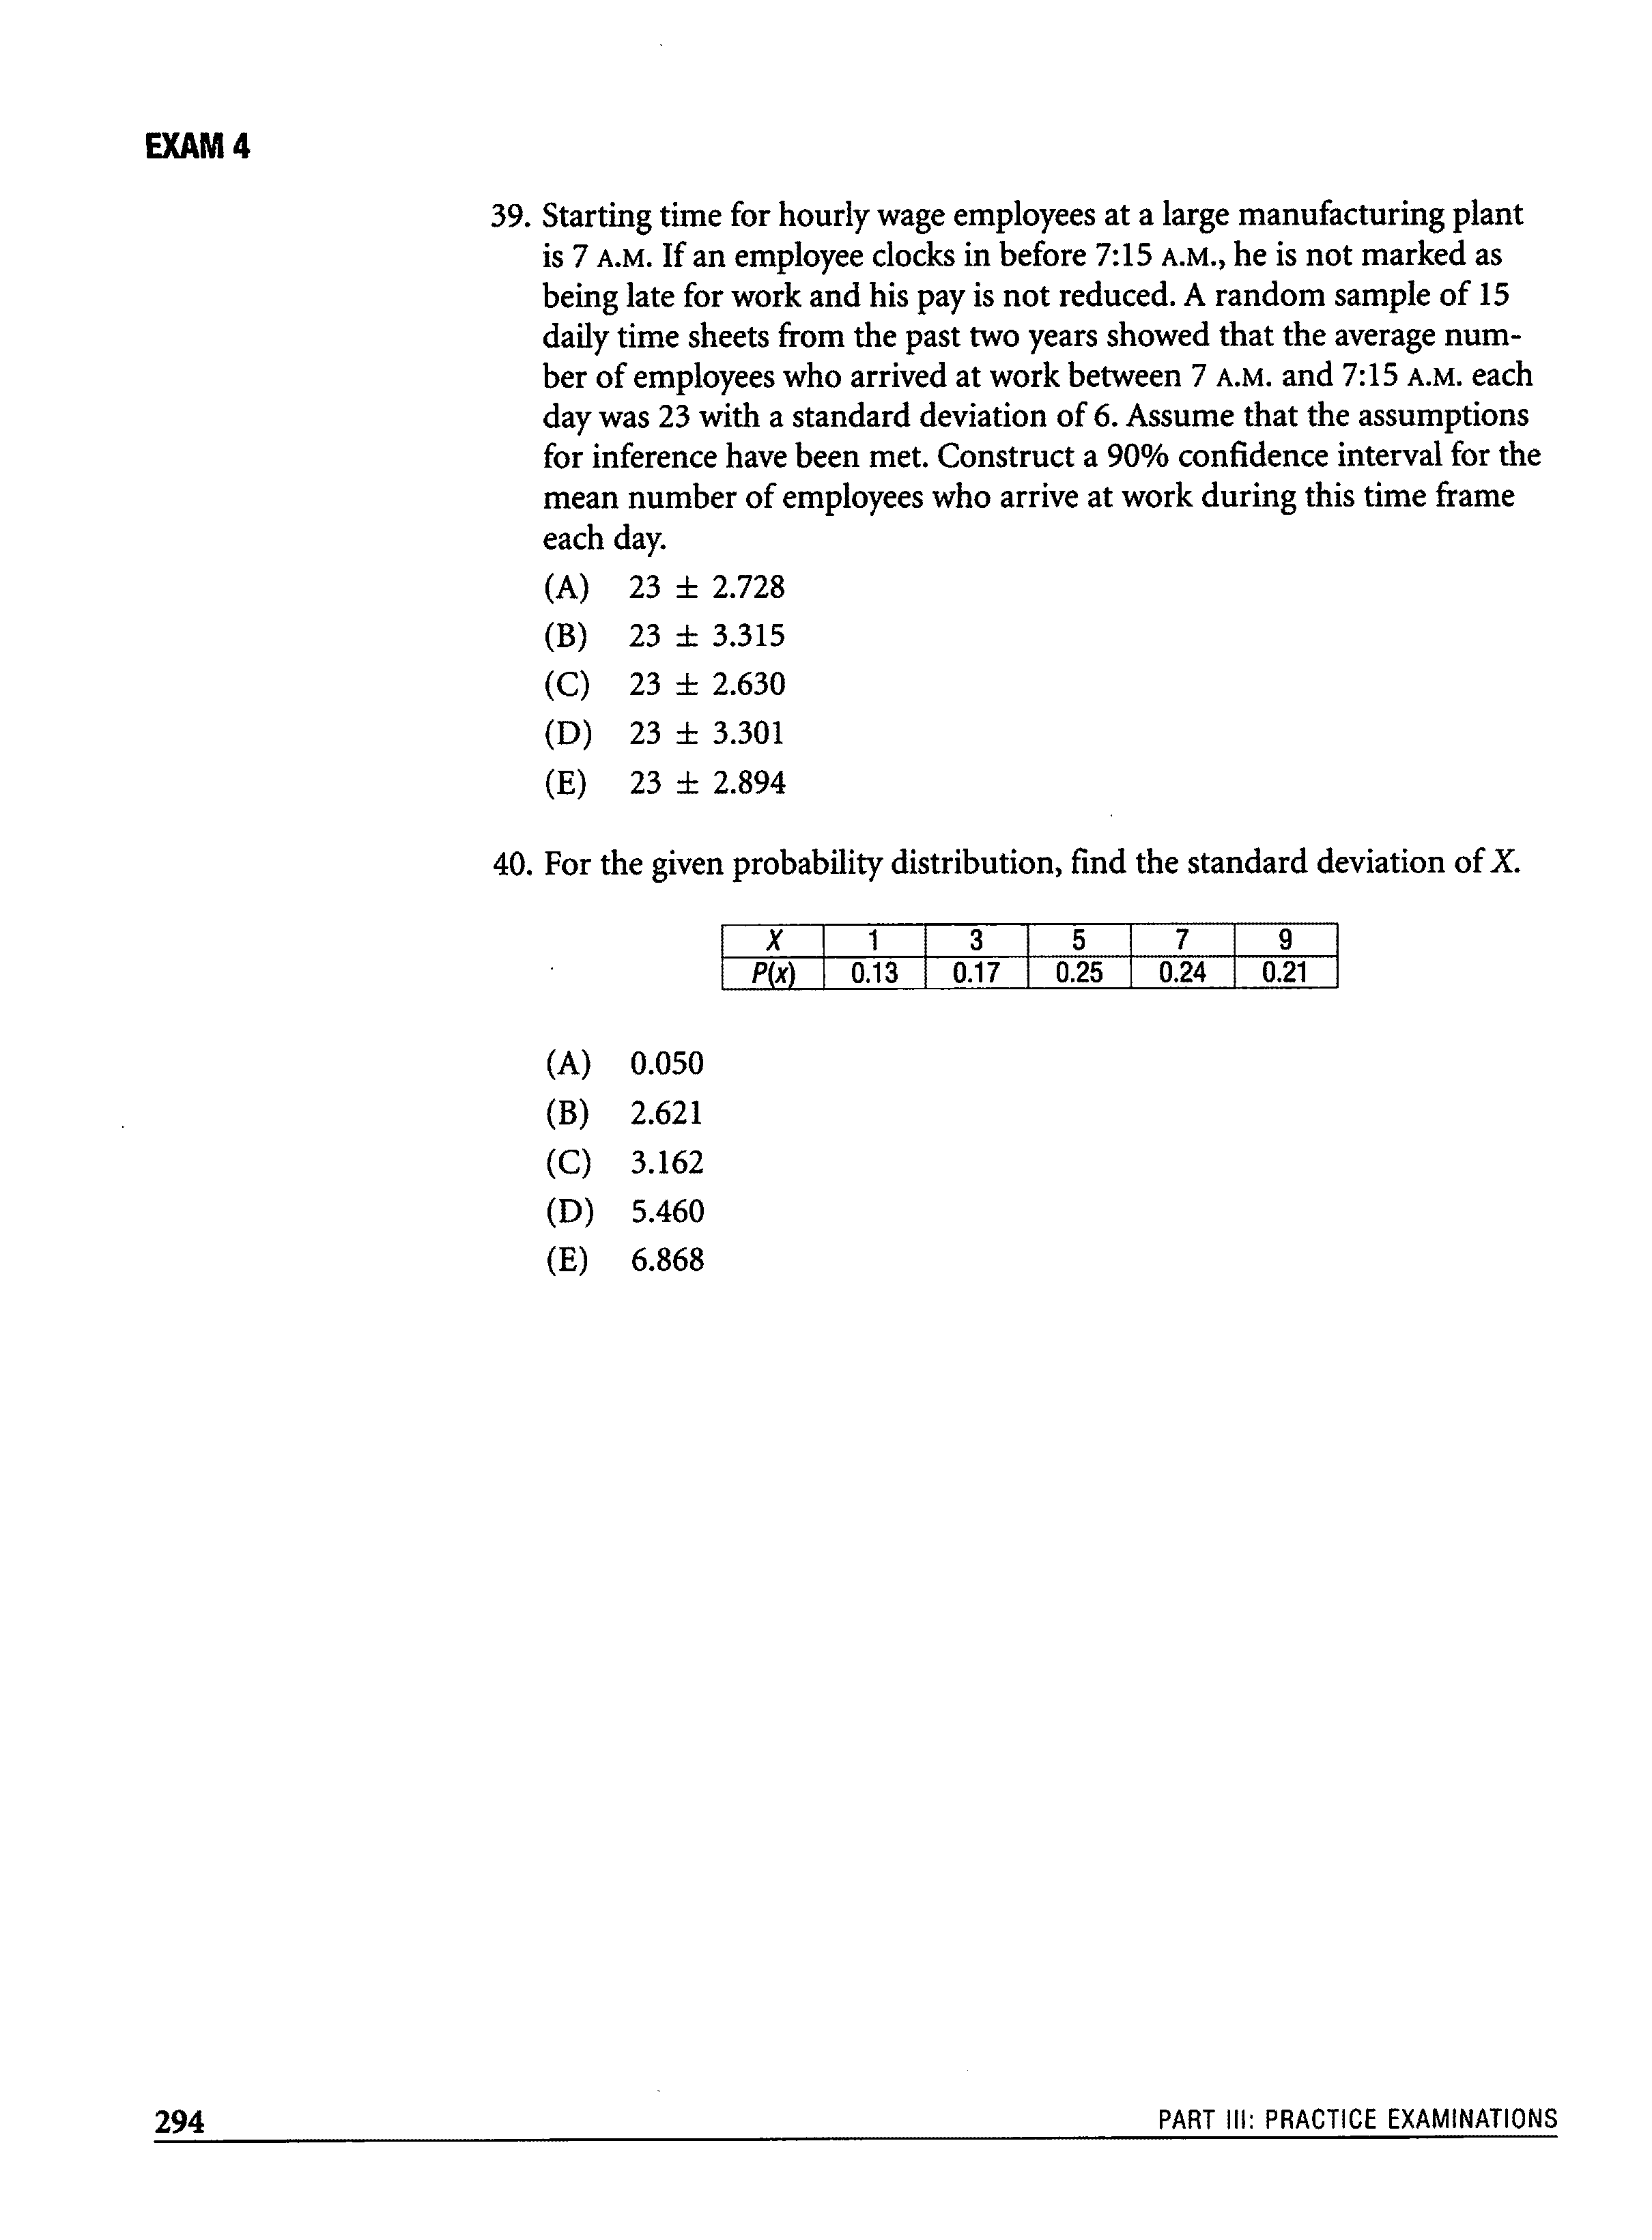 EXAM 4
39. Starting time for hourly wage employees at a large manufacturing plant
is 7 A.M. If an employee clocks in before 7:15 A.M., he is not marked as
being late for work and his pay is not reduced. A random sample of 15
daily time sheets from the past two years showed that the average num-
ber of employees who arrived at work between 7 A.M. and 7:15 A.M. each
day was 23 with a standard deviation of 6. Assume that the assumptions
for inference have been met. Construct a 90% confidence interval for the
mean number of employees who arrive at work during this time frame
each day.
(A) 23 ± 2.728
(B) 23 ± 3.315
(C) 23 ± 2.630
(D) 23 ± 3.301
(E) 23 ± 2.894
40. For the given probability distribution, find the standard deviation of X.
X 1 3 5 7 9
P(x) 0.13 0.17 0.25 0.24 0.21
(A) 0.050
(B) 2.621
(C) 3.162
(D) 5.460
(E) 6.868
294 PART III: PRACTICE EXAMINATIONS